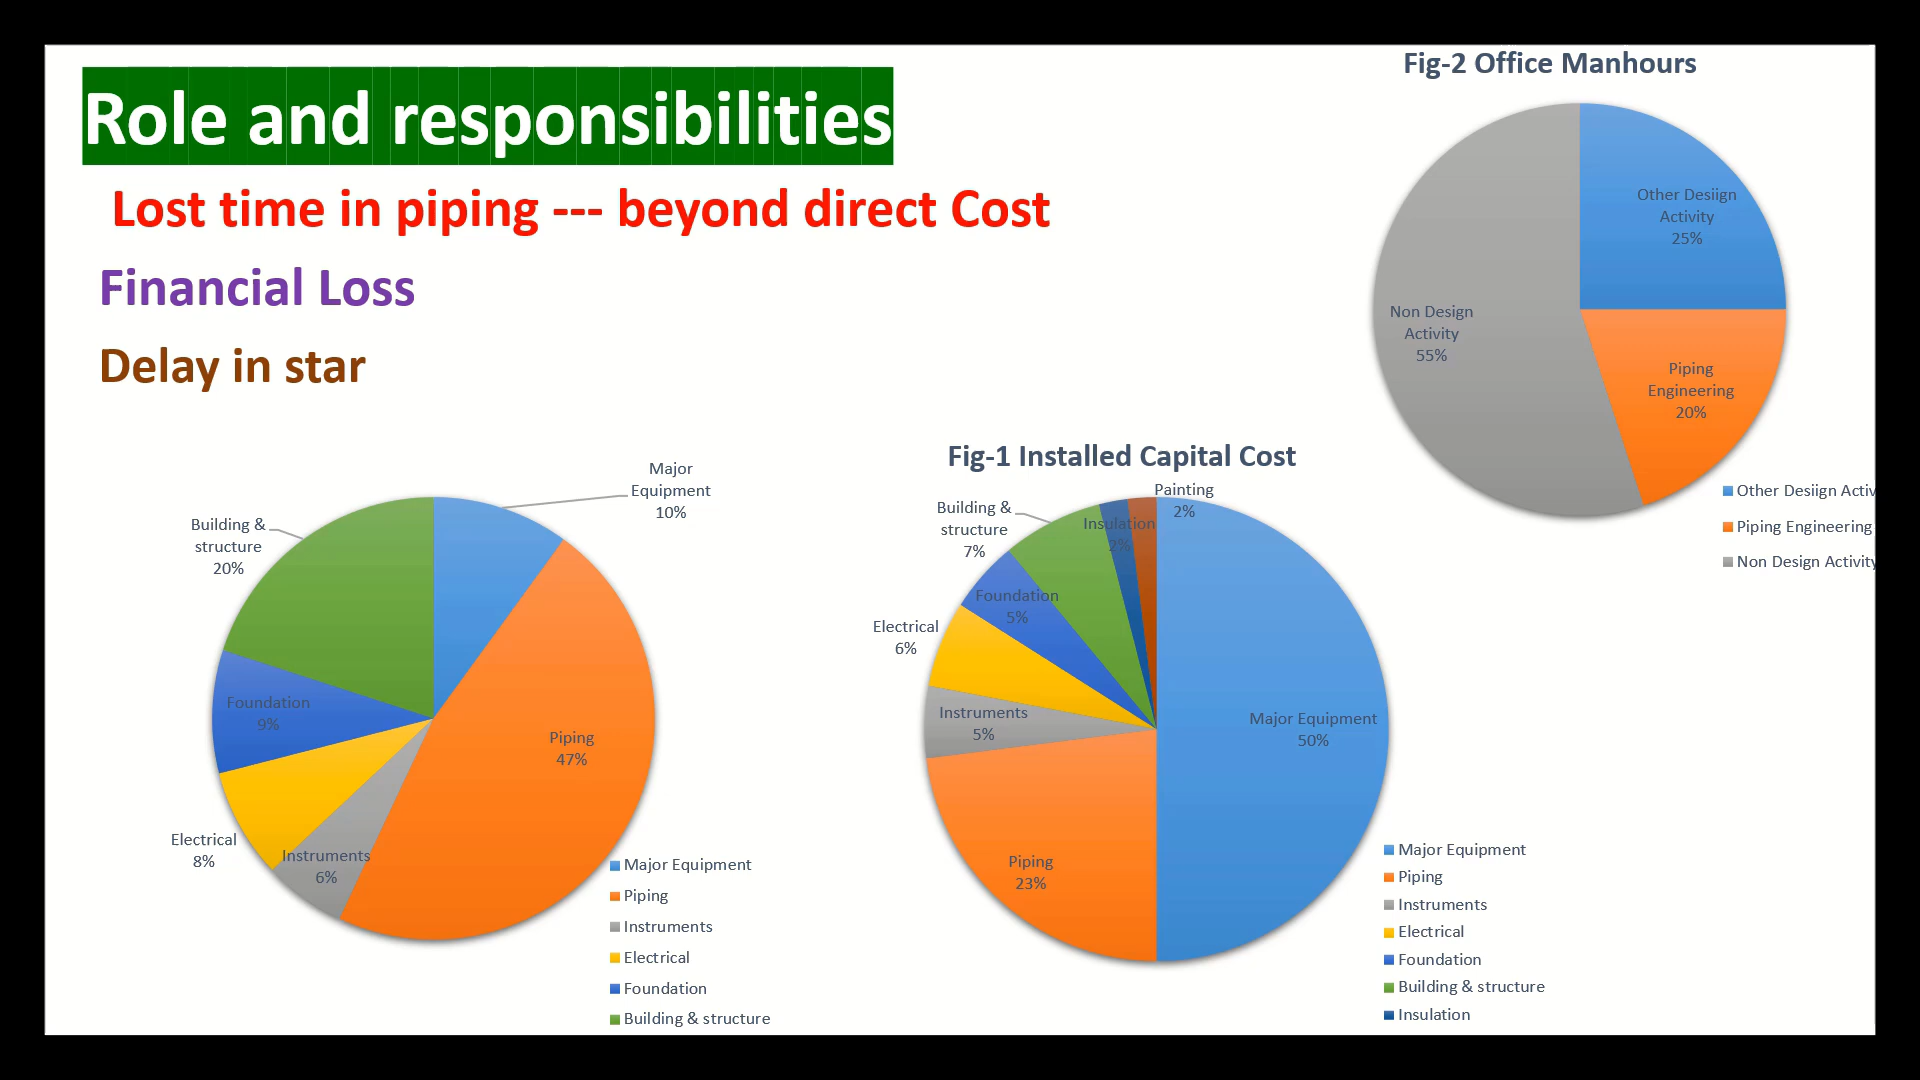 Role and responsibilities
Lost time in piping --- beyond direct Cost
Financial Loss
Delay in star
Fig-2 Office Manhours
Other Desiign
Activity
25%
Non Design
Activity
55%
Piping
Engineering
20%
Other Desiign Activ
Piping Engineering
Non Design Activity
Major
Equipment
10%
Building &
structure
20%
Foundation
9%
Piping
47%
Electrical
8%
Instruments
6%
Major Equipment
Piping
Instruments
Electrical
Foundation
Building & structure
Fig-1 Installed Capital Cost
Painting
2%
Building &
structure
7%
Insulation
2%
Foundation
5%
Electrical
6%
Instruments
5%
Major Equipment
50%
Piping
23%
Major Equipment
Piping
Instruments
Electrical
Foundation
Building & structure
Insulation